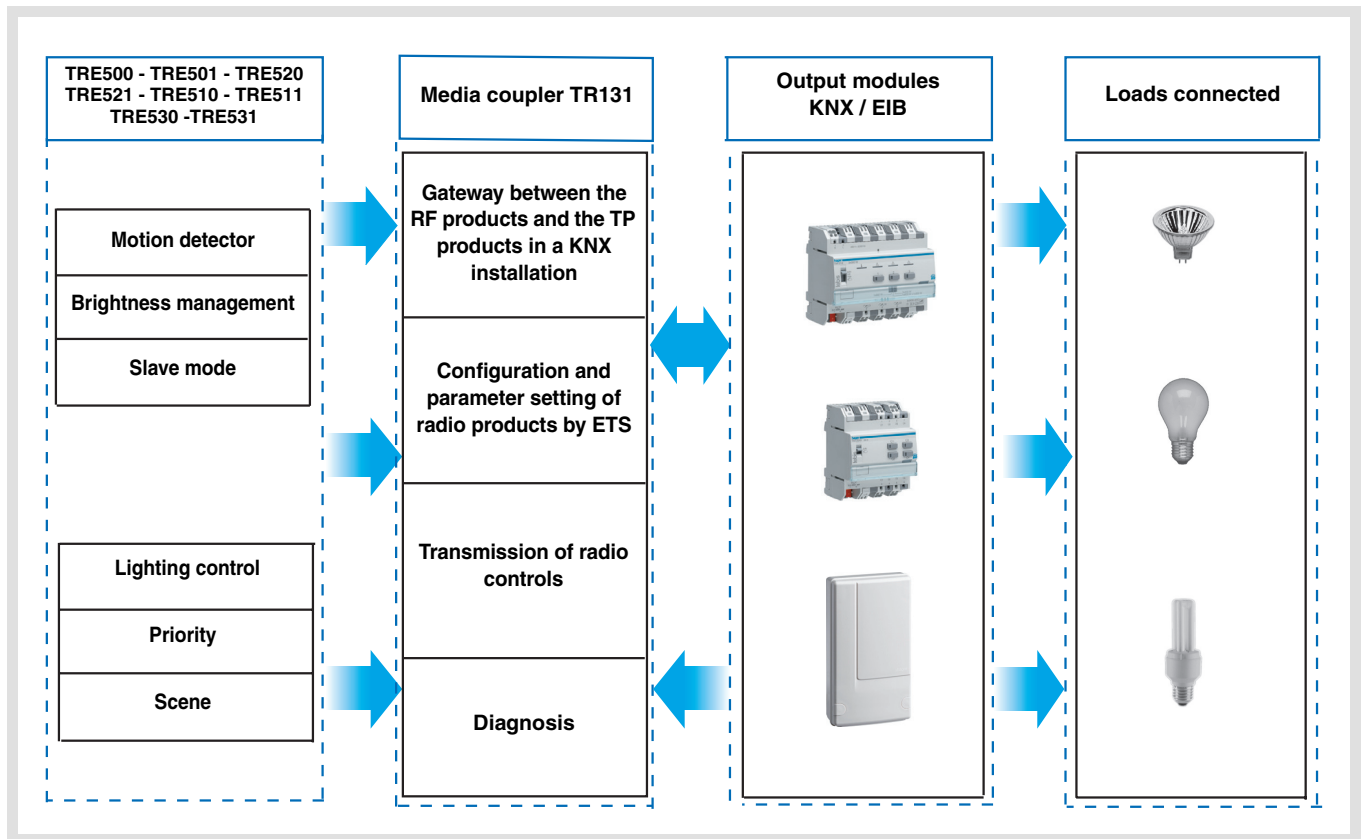 TRE500 - TRE501 - TRE520
TRE521 - TRE510 - TRE511
TRE530 -TRE531
Media coupler TR131
Output modules
KNX / EIB
Loads connected
Motion detector
Brightness management
Slave mode
Lighting control
Priority
Scene
Gateway between the
RF products and the TP
products in a KNX
installation
Configuration and
parameter setting of
radio products by ETS
Transmission of radio
controls
Diagnosis